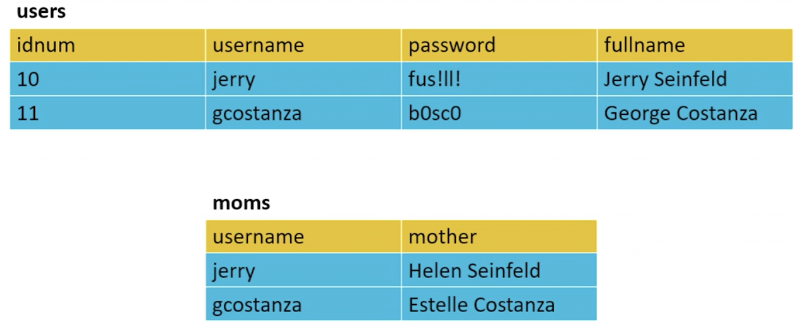 users
idnum username password fullname
10 jerry fus!ll! Jerry Seinfeld
11 gcostanza b0sc0 George Costanza
moms
username mother
jerry Helen Seinfeld
gcostanza Estelle Costanza